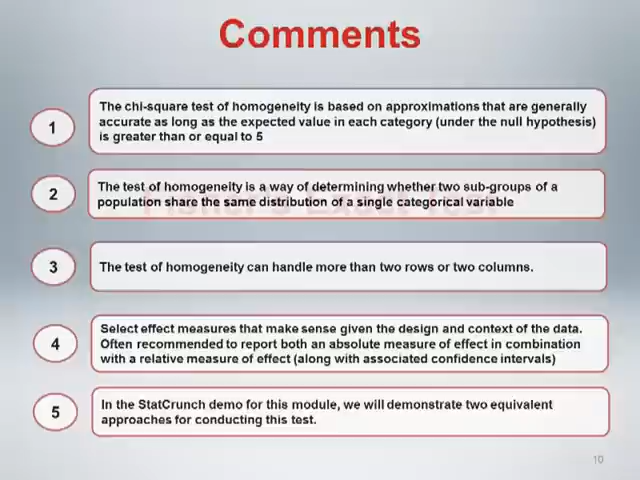 Comments
1
The chi-square test of homogeneity is based on approximations that are generally
accurate as long as the expected value in each category (under the null hypothesis)
is greater than or equal to 5
2
The test of homogeneity is a way of determining whether two sub-groups of a
population share the same distribution of a single categorical variable
Fisher's Exact Test
3
The test of homogeneity can handle more than two rows or two columns.
4
Select effect measures that make sense given the design and context of the data.
Often recommended to report both an absolute measure of effect in combination
with a relative measure of effect (along with associated confidence intervals)
5
In the StatCrunch demo for this module, we will demonstrate two equivalent
approaches for conducting this test.
10